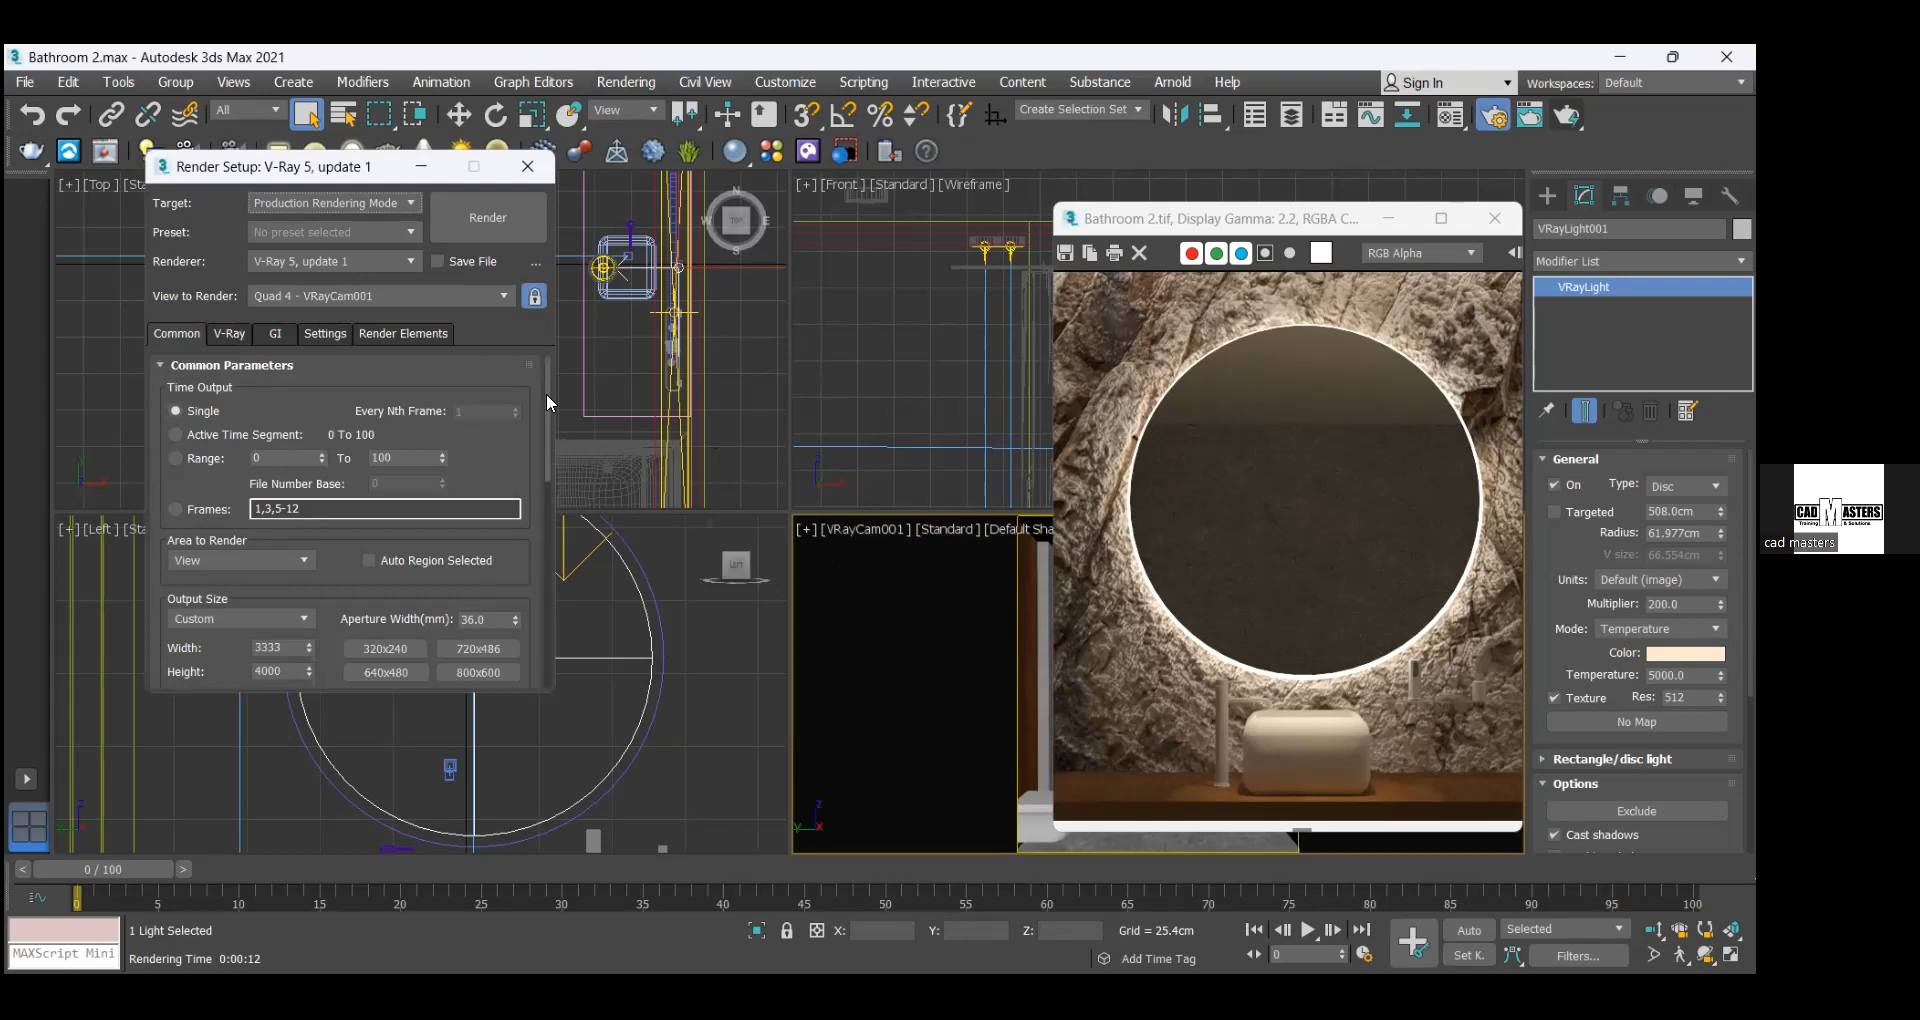 Bathroom 2.max - Autodesk 3ds Max 2021
File Edit Tools Group Views Create Modifiers Animation Graph Editors Rendering Civil View Customize Scripting Interactive Content Substance Arnold Help
Sign In
Workspaces: Default
All
View
Create Selection Set
Render Setup: V-Ray 5, update 1
Target: Production Rendering Mode
Render
Preset: No preset selected
Renderer: V-Ray 5, update 1
Save File ...
View to Render: Quad 4 - VRayCam001
Common V-Ray GI Settings Render Elements
Common Parameters
Time Output
Single
Every Nth Frame: 1
Active Time Segment: 0 To 100
Range: 0 To 100
File Number Base: 0
Frames: 1,3,5-12
Area to Render
View
Auto Region Selected
Output Size
Custom
Aperture Width(mm): 36.0
Width: 3333 320x240 720x486
Height: 4000 640x480 800x600
[+] [Top ] [Sta
N
W TOP E
S
[+] [Front ] [Standard ] [Wireframe ]
[+] [Left ] [Sta
LEFT
[+] [VRayCam001 ] [Standard ] [Default Sha
Bathroom 2.tif, Display Gamma: 2.2, RGBA C...
RGB Alpha
VRayLight001
Modifier List
VRayLight
General
On Type: Disc
Targeted 508.0cm
Radius: 61.977cm
V size: 66.554cm
Units: Default (image)
Multiplier: 200.0
Mode: Temperature
Color:
Temperature: 5000.0
Texture Res: 512
No Map
Rectangle/disc light
Options
Exclude
Cast shadows
CAD MASTERS
Training & Solutions
cad masters
< 0 / 100 >
0 5 10 15 20 25 30 35 40 45 50 55 60 65 70 75 80 85 90 95 100
1 Light Selected
X: Y: Z: Grid = 25.4cm
Auto Selected
MAXScript Mini
Rendering Time 0:00:12
Add Time Tag
0
Set K. Filters...